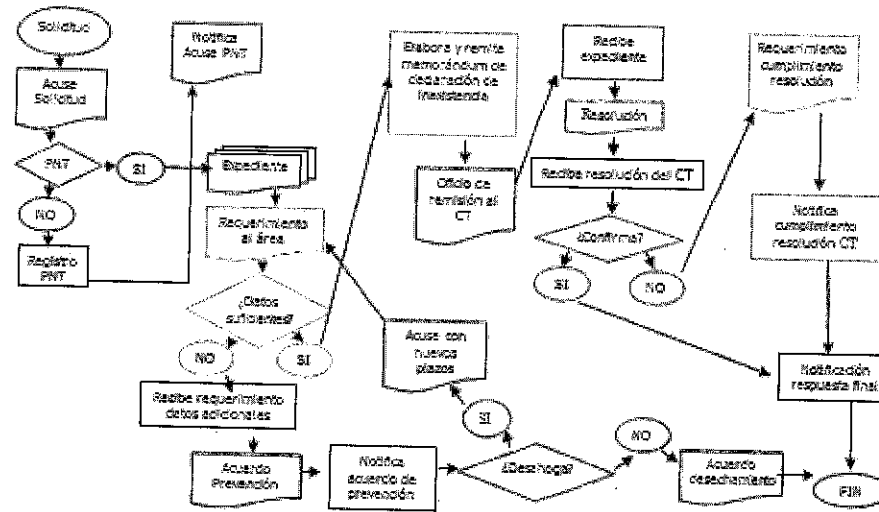 Solicitud
Acuse
Solicitud
PNT
SI
NO
Registro
PNT
Notifica
Acuse PNT
Expediente
Requerimiento
al área
¿Datos
suficientes?
NO
SI
Recibe requerimiento
datos adicionales
Acuerdo
Prevención
Notifica
acuerdo de
prevención
¿Desahoga?
SI
Acuse con
nuevos
plazos
NO
Acuerdo
desechamiento
FIN
Elabora y remite
memorándum de
declaración de
Inexistencia
Oficio de
remisión al
CT
Recibe
expediente
Resolución
Recibe resolución del CT
¿Confirma?
SI
NO
Requerimiento
cumplimiento
resolución
Notifica
cumplimiento
resolución CT
Notificación
respuesta final